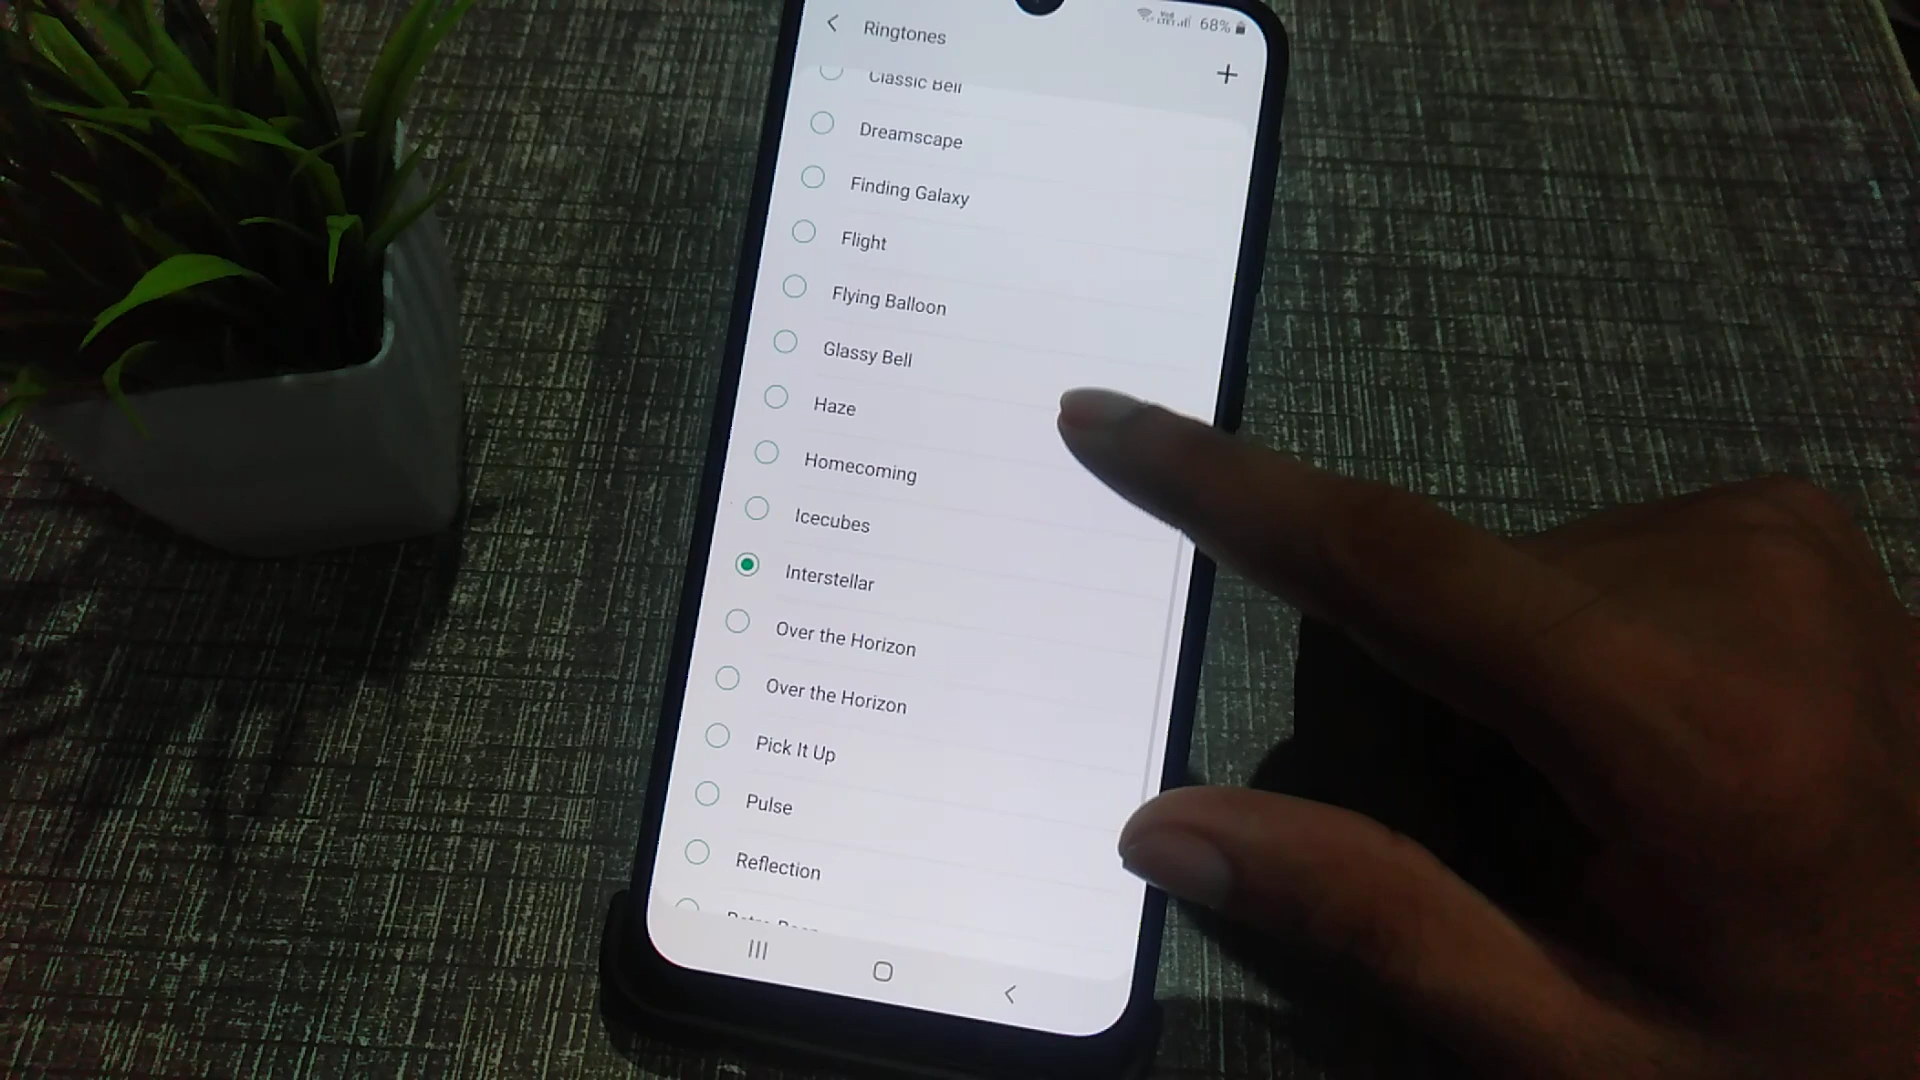 68%
Ringtones
Classic Bell
Dreamscape
Finding Galaxy
Flight
Flying Balloon
Glassy Bell
Haze
Homecoming
Icecubes
Interstellar
Over the Horizon
Over the Horizon
Pick It Up
Pulse
Reflection